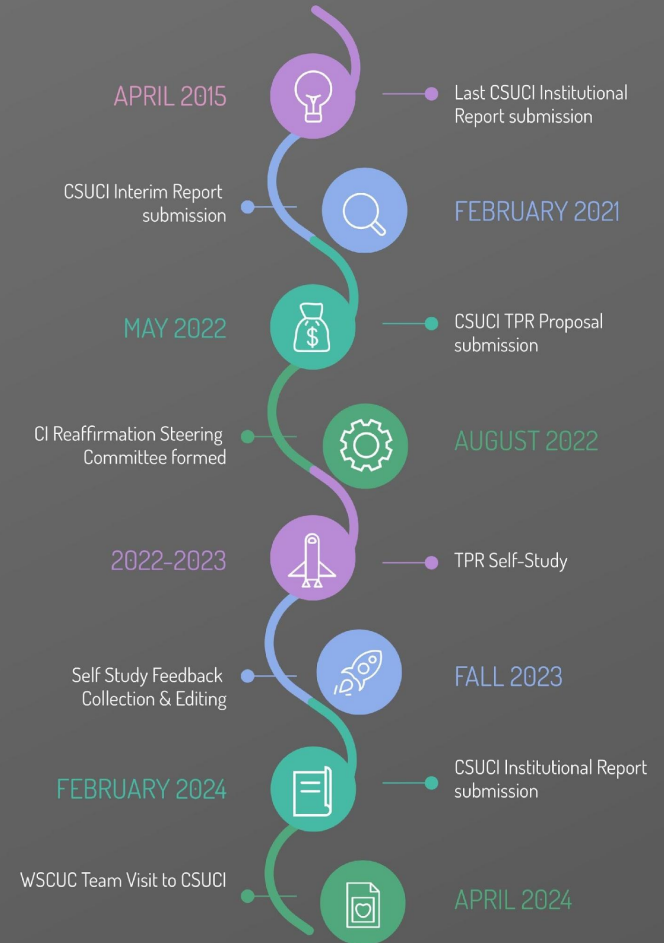 APRIL 2015
Last CSUCI Institutional
Report submission
CSUCI Interim Report
submission
FEBRUARY 2021
MAY 2022
CSUCI TPR Proposal
submission
CI Reaffirmation Steering
Committee formed
AUGUST 2022
2022-2023
TPR Self-Study
Self Study Feedback
Collection & Editing
FALL 2023
FEBRUARY 2024
CSUCI Institutional Report
submission
WSCUC Team Visit to CSUCI
APRIL 2024
$